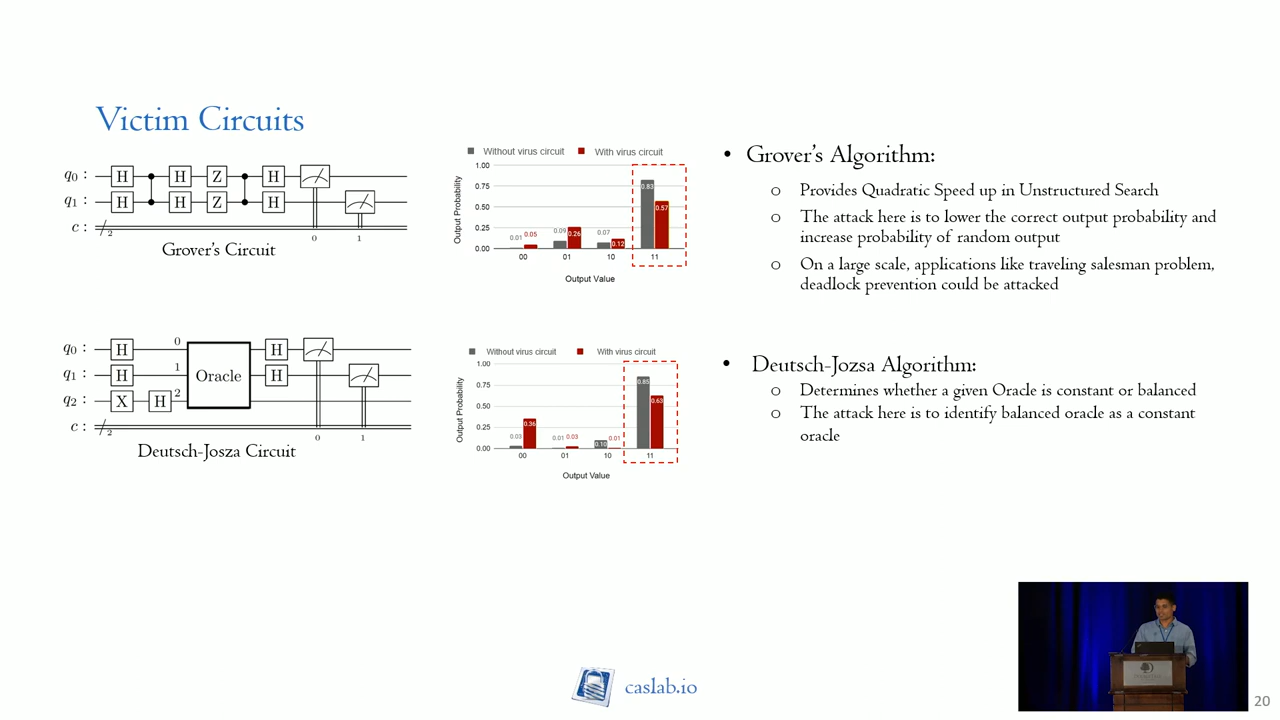 Victim Circuits
q0 :
H
H
Z
H
q1 :
H
H
Z
H
c :
2
0
1
Grover's Circuit
Without virus circuit
With virus circuit
Output Probability
1.00
0.75
0.50
0.25
0.00
0.01
0.05
0.09
0.26
0.07
0.12
0.83
0.57
00
01
10
11
Output Value
• Grover's Algorithm:
o Provides Quadratic Speed up in Unstructured Search
o The attack here is to lower the correct output probability and
increase probability of random output
o On a large scale, applications like traveling salesman problem,
deadlock prevention could be attacked
q0 :
H
0
H
q1 :
H
1
Oracle
H
q2 :
X
H
2
c :
2
0
1
Deutsch-Josza Circuit
Without virus circuit
With virus circuit
Output Probability
1.00
0.75
0.50
0.25
0.00
0.03
0.36
0.01
0.03
0.10
0.01
0.85
0.63
00
01
10
11
Output Value
• Deutsch-Jozsa Algorithm:
o Determines whether a given Oracle is constant or balanced
o The attack here is to identify balanced oracle as a constant
oracle
caslab.io
20